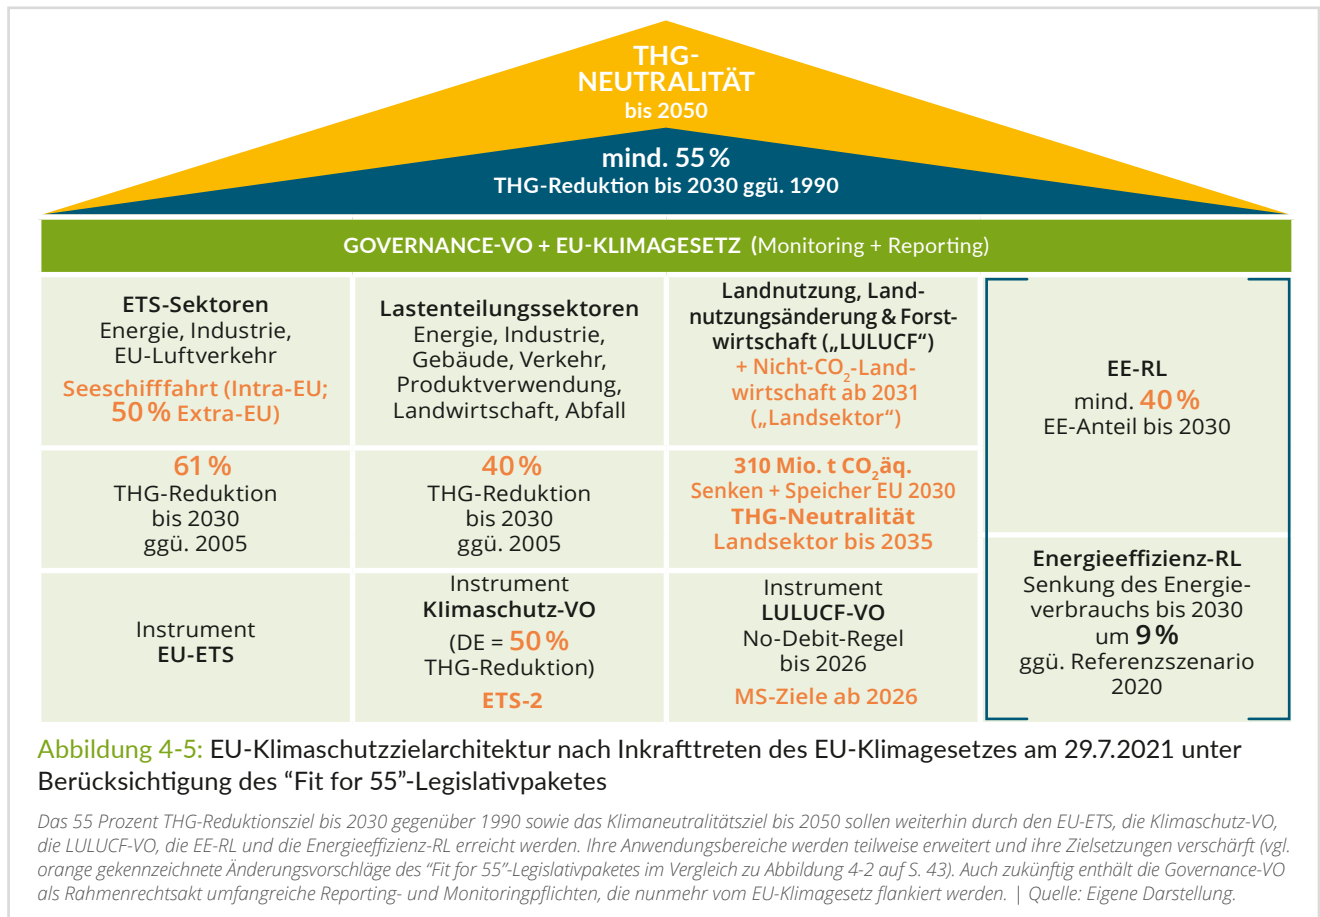 THG-
NEUTRALITÄT
bis 2050
mind. 55 %
THG-Reduktion bis 2030 ggü. 1990
GOVERNANCE-VO + EU-KLIMAGESETZ (Monitoring + Reporting)
ETS-Sektoren
Energie, Industrie,
EU-Luftverkehr
Seeschifffahrt (Intra-EU;
50 % Extra-EU)
Lastenteilungssektoren
Energie, Industrie,
Gebäude, Verkehr,
Produktverwendung,
Landwirtschaft, Abfall
Landnutzung, Land-
nutzungsänderung & Forst-
wirtschaft („LULUCF“)
+ Nicht-CO₂-Land-
wirtschaft ab 2031
(„Landsektor“)
EE-RL
mind. 40 %
EE-Anteil bis 2030
61 %
THG-Reduktion
bis 2030
ggü. 2005
40 %
THG-Reduktion
bis 2030
ggü. 2005
310 Mio. t CO₂äq.
Senken + Speicher EU 2030
THG-Neutralität
Landsektor bis 2035
Instrument
EU-ETS
Instrument
Klimaschutz-VO
(DE = 50 %
THG-Reduktion)
ETS-2
Instrument
LULUCF-VO
No-Debit-Regel
bis 2026
MS-Ziele ab 2026
Energieeffizienz-RL
Senkung des Energie-
verbrauchs bis 2030
um 9 %
ggü. Referenzszenario
2020
Abbildung 4-5: EU-Klimaschutzzielarchitektur nach Inkrafttreten des EU-Klimagesetzes am 29.7.2021 unter
Berücksichtigung des “Fit for 55”-Legislativpaketes
Das 55 Prozent THG-Reduktionsziel bis 2030 gegenüber 1990 sowie das Klimaneutralitätsziel bis 2050 sollen weiterhin durch den EU-ETS, die Klimaschutz-VO,
die LULUCF-VO, die EE-RL und die Energieeffizienz-RL erreicht werden. Ihre Anwendungsbereiche werden teilweise erweitert und ihre Zielsetzungen verschärft (vgl.
orange gekennzeichnete Änderungsvorschläge des “Fit for 55”-Legislativpaketes im Vergleich zu Abbildung 4-2 auf S. 43). Auch zukünftig enthält die Governance-VO
als Rahmenrechtsakt umfangreiche Reporting- und Monitoringpflichten, die nunmehr vom EU-Klimagesetz flankiert werden. | Quelle: Eigene Darstellung.